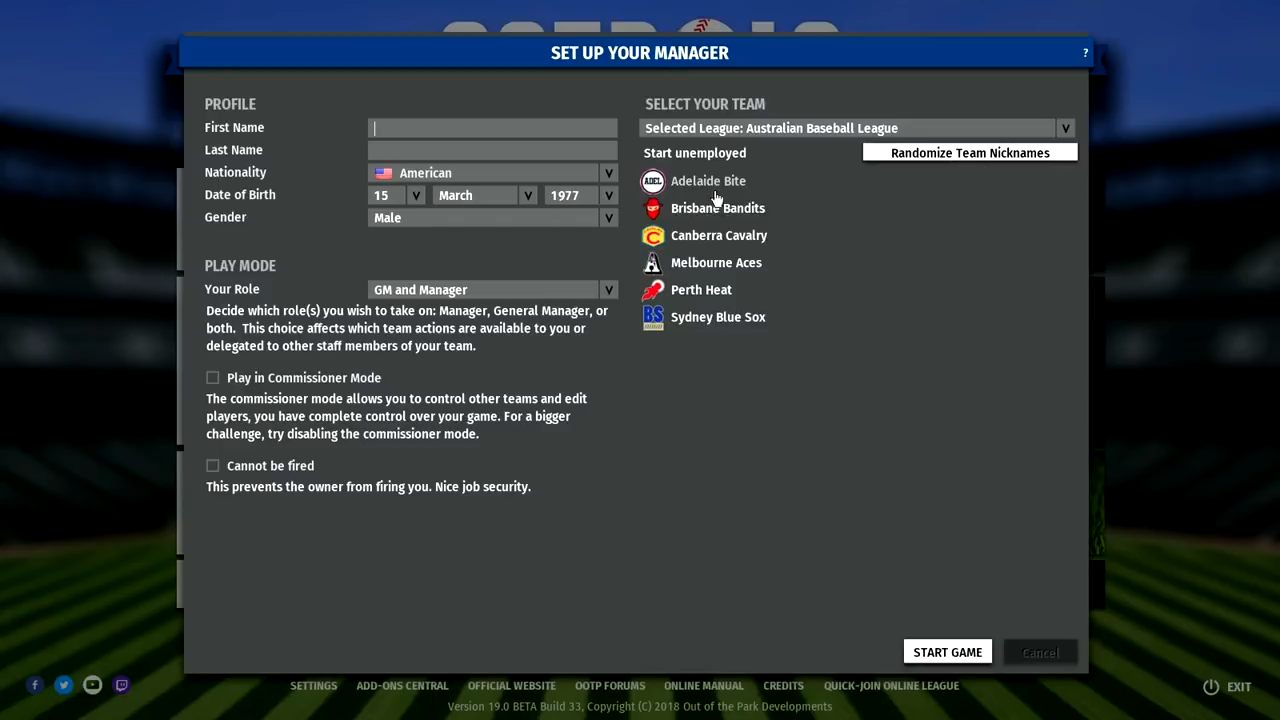 SET UP YOUR MANAGER
?
PROFILE
First Name
Last Name
Nationality
American
Date of Birth
15
March
1977
Gender
Male
PLAY MODE
Your Role
GM and Manager
Decide which role(s) you wish to take on: Manager, General Manager, or
both. This choice affects which team actions are available to you or
delegated to other staff members of your team.
Play in Commissioner Mode
The commissioner mode allows you to control other teams and edit
players, you have complete control over your game. For a bigger
challenge, try disabling the commissioner mode.
Cannot be fired
This prevents the owner from firing you. Nice job security.
SELECT YOUR TEAM
Selected League: Australian Baseball League
Start unemployed
Randomize Team Nicknames
ADEL
Adelaide Bite
Brisbane Bandits
C
Canberra Cavalry
A
Melbourne Aces
Perth Heat
BS
Sydney Blue Sox
START GAME
Cancel
SETTINGS
ADD-ONS CENTRAL
OFFICIAL WEBSITE
OOTP FORUMS
ONLINE MANUAL
CREDITS
QUICK-JOIN ONLINE LEAGUE
EXIT
Version 19.0 BETA Build 33, Copyright (C) 2018 Out of the Park Developments